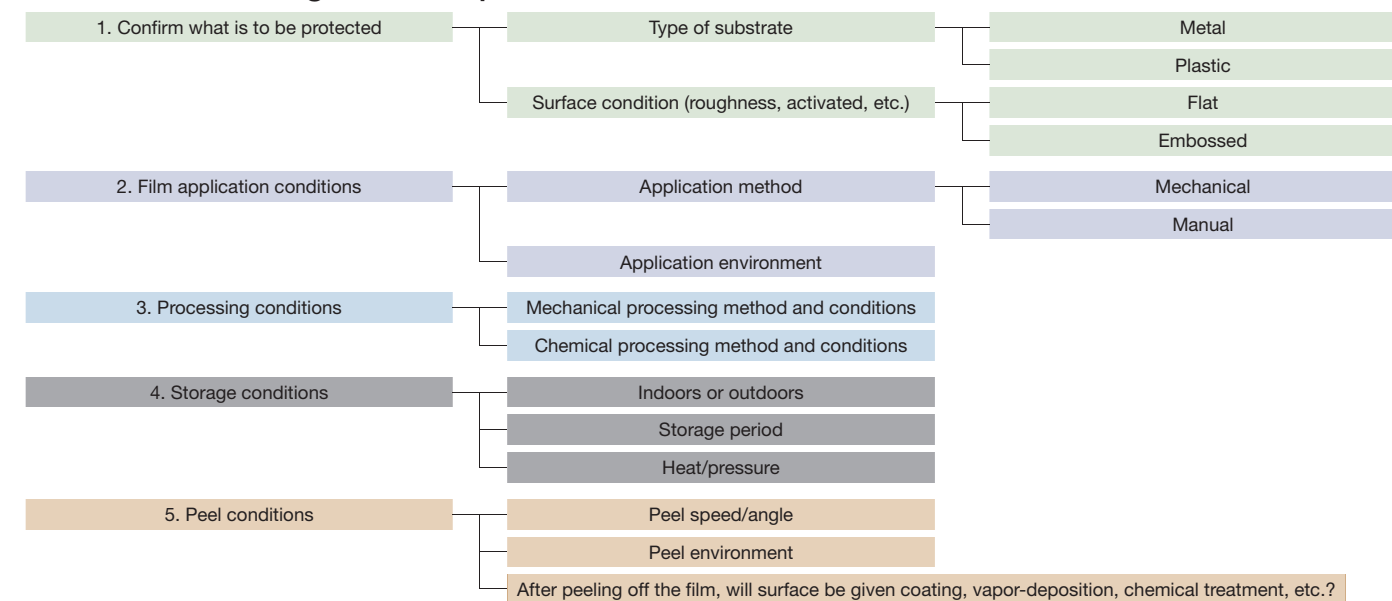 1. Confirm what is to be protected
Type of substrate
Metal
Plastic
Surface condition (roughness, activated, etc.)
Flat
Embossed
2. Film application conditions
Application method
Mechanical
Manual
Application environment
3. Processing conditions
Mechanical processing method and conditions
Chemical processing method and conditions
4. Storage conditions
Indoors or outdoors
Storage period
Heat/pressure
5. Peel conditions
Peel speed/angle
Peel environment
After peeling off the film, will surface be given coating, vapor-deposition, chemical treatment, etc.?